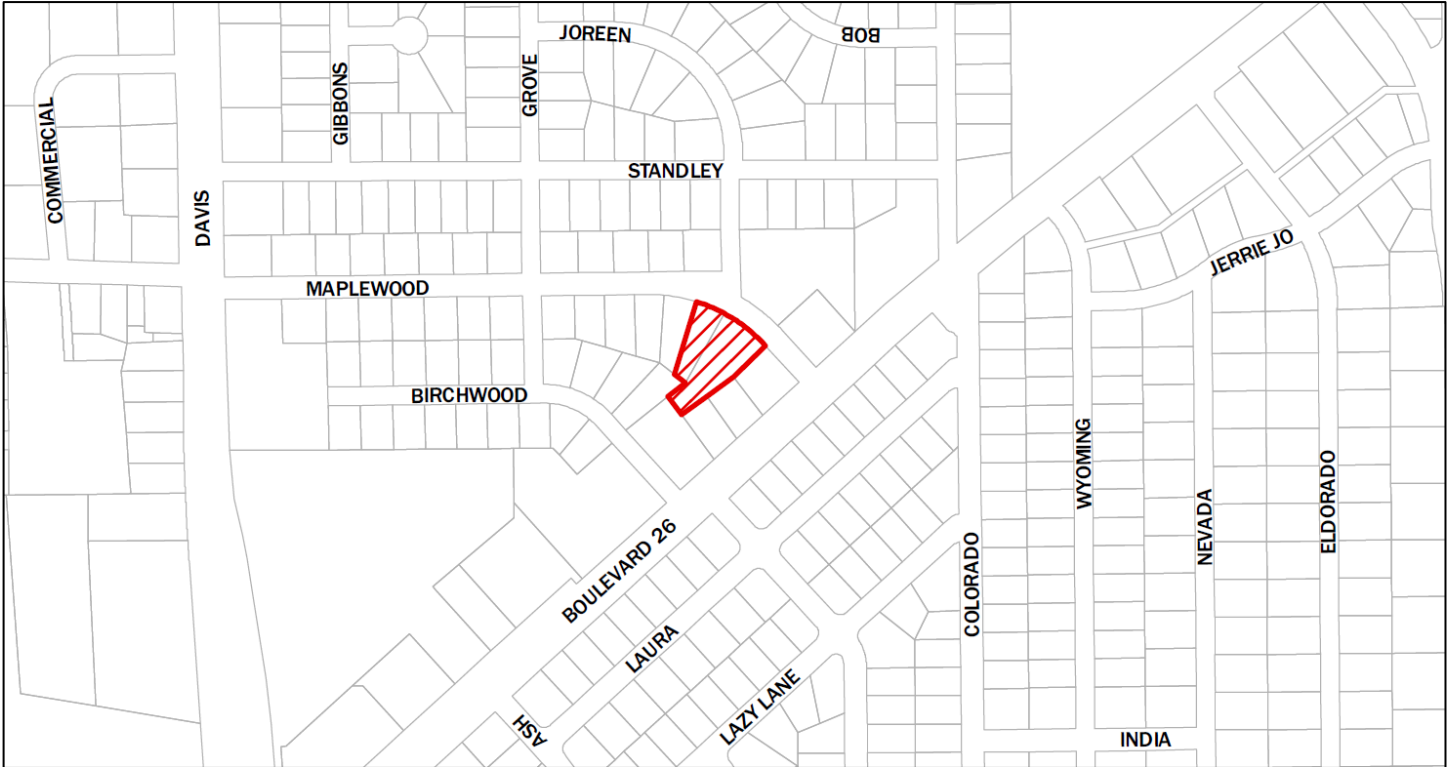 JOREEN
BOB
GROVE
GIBBONS
COMMERCIAL
STANDLEY
DAVIS
JERRIE JO
MAPLEWOOD
BIRCHWOOD
WYOMING
NEVADA
ELDORADO
BOULEVARD 26
COLORADO
LAURA
LAZY LANE
ASH
INDIA